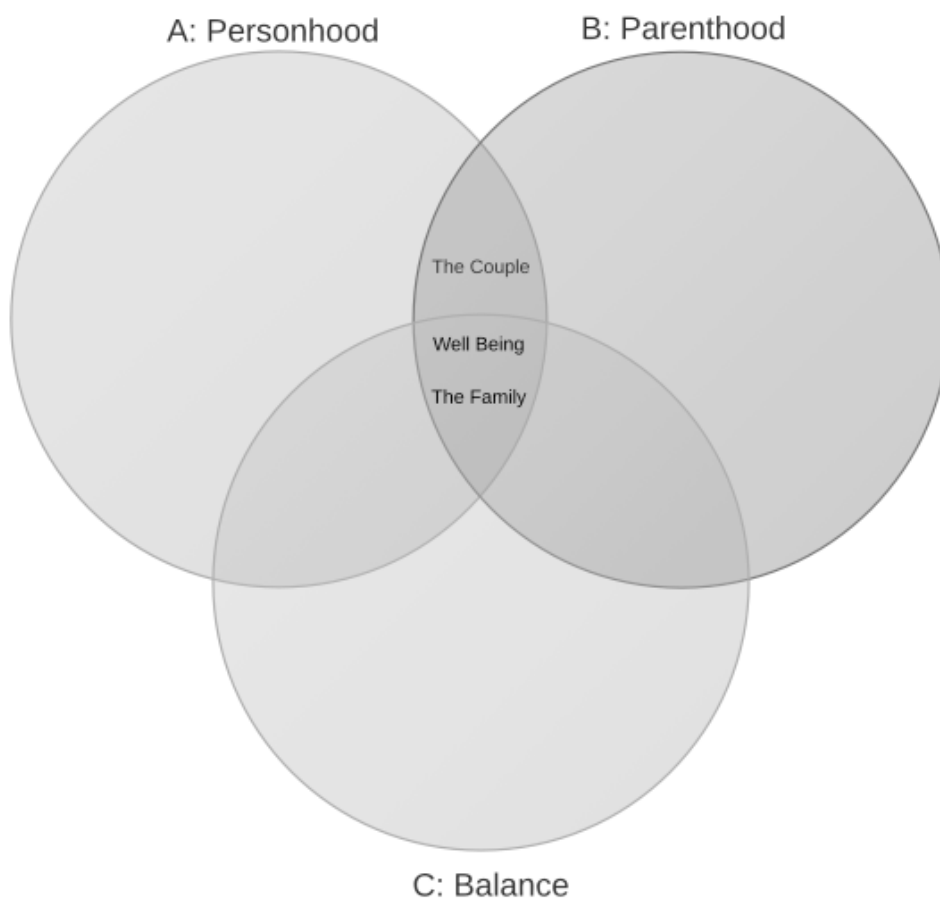 A: Personhood
B: Parenthood
The Couple
Well Being
The Family
C: Balance